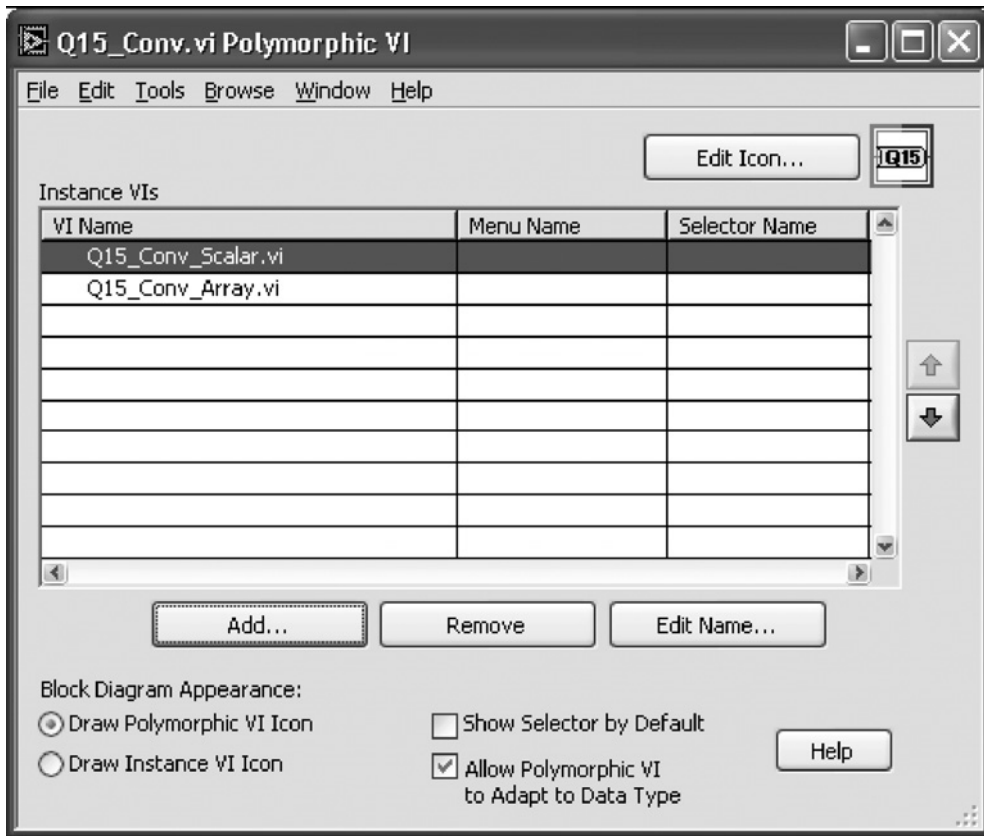 Q15_Conv.vi Polymorphic VI
File Edit Tools Browse Window Help
Edit Icon...
Q15
Instance VIs
VI Name Menu Name Selector Name
Q15_Conv_Scalar.vi
Q15_Conv_Array.vi
Add... Remove Edit Name...
Block Diagram Appearance:
Draw Polymorphic VI Icon Show Selector by Default
Help
Draw Instance VI Icon Allow Polymorphic VI
to Adapt to Data Type